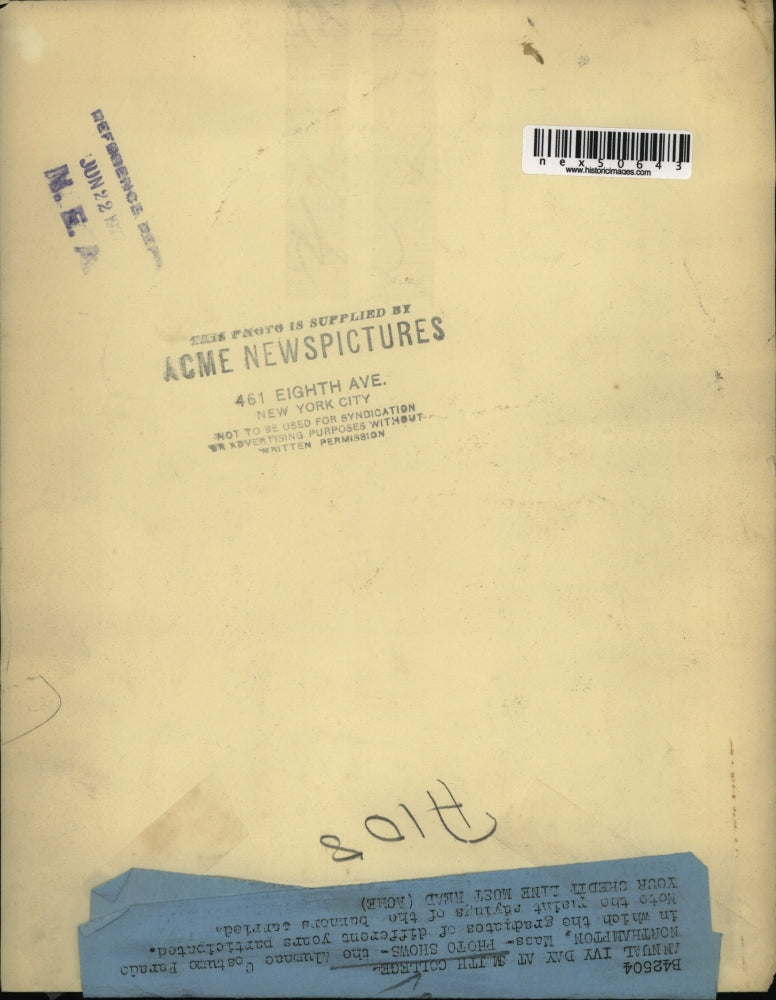 REFERENCE DEPT
JUN 22
N. E. A
nex50643
www.historicimages.com
THIS PHOTO IS SUPPLIED BY
ACME NEWSPICTURES
461 EIGHTH AVE.
NEW YORK CITY
NOT TO BE USED FOR SYNDICATION
OR ADVERTISING PURPOSES WITHOUT
WRITTEN PERMISSION
B42504
ANNUAL IVY DAY AT SMITH COLLEGE-
NORTHAMPTON, Mass- PHOTO SHOWS- the Alumnae Costume Parade
in which the gradiates of different years participated.
Note the quaint sayings of the banners carried.
YOUR CREDIT LINE MUST READ (ACME)